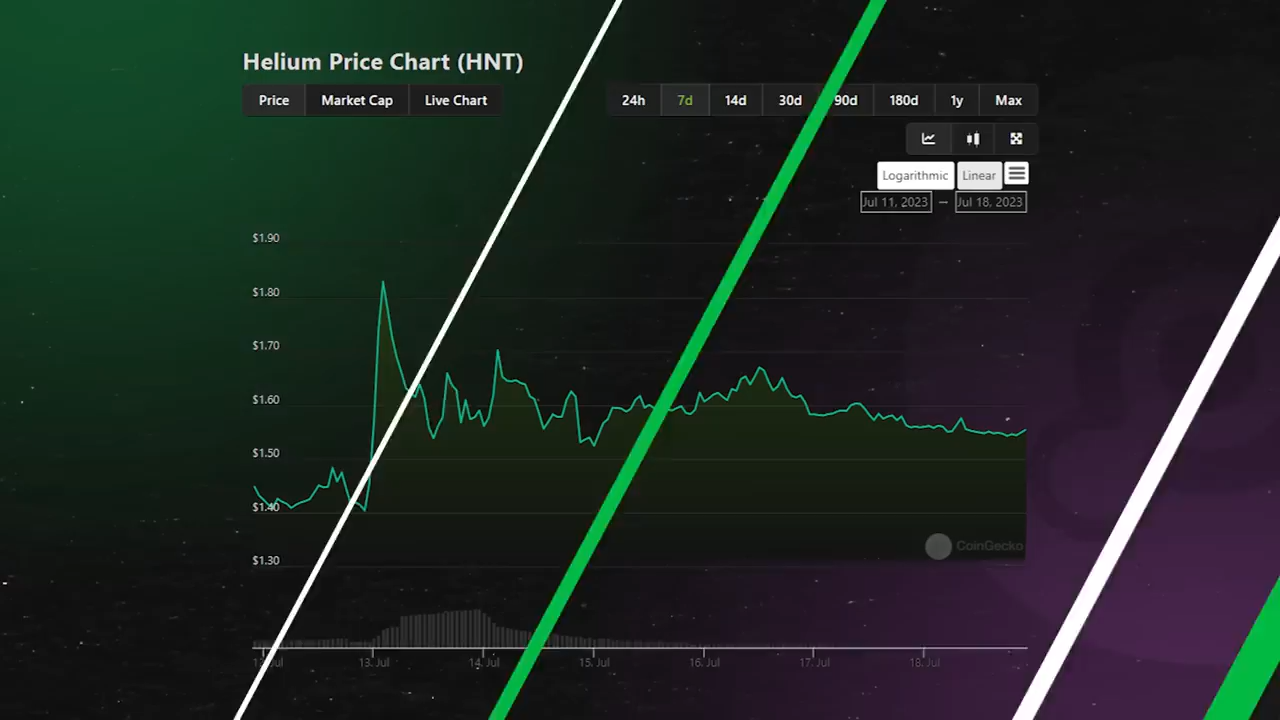 Helium Price Chart (HNT)
Price Market Cap Live Chart 24h 7d 14d 30d 90d 180d 1y Max
Logarithmic Linear
Jul 11, 2023 – Jul 18, 2023
$1.90
$1.80
$1.70
$1.60
$1.50
$1.40
CoinGecko
$1.30
13. Jul 14. Jul 15. Jul 16. Jul 17. Jul 18. Jul